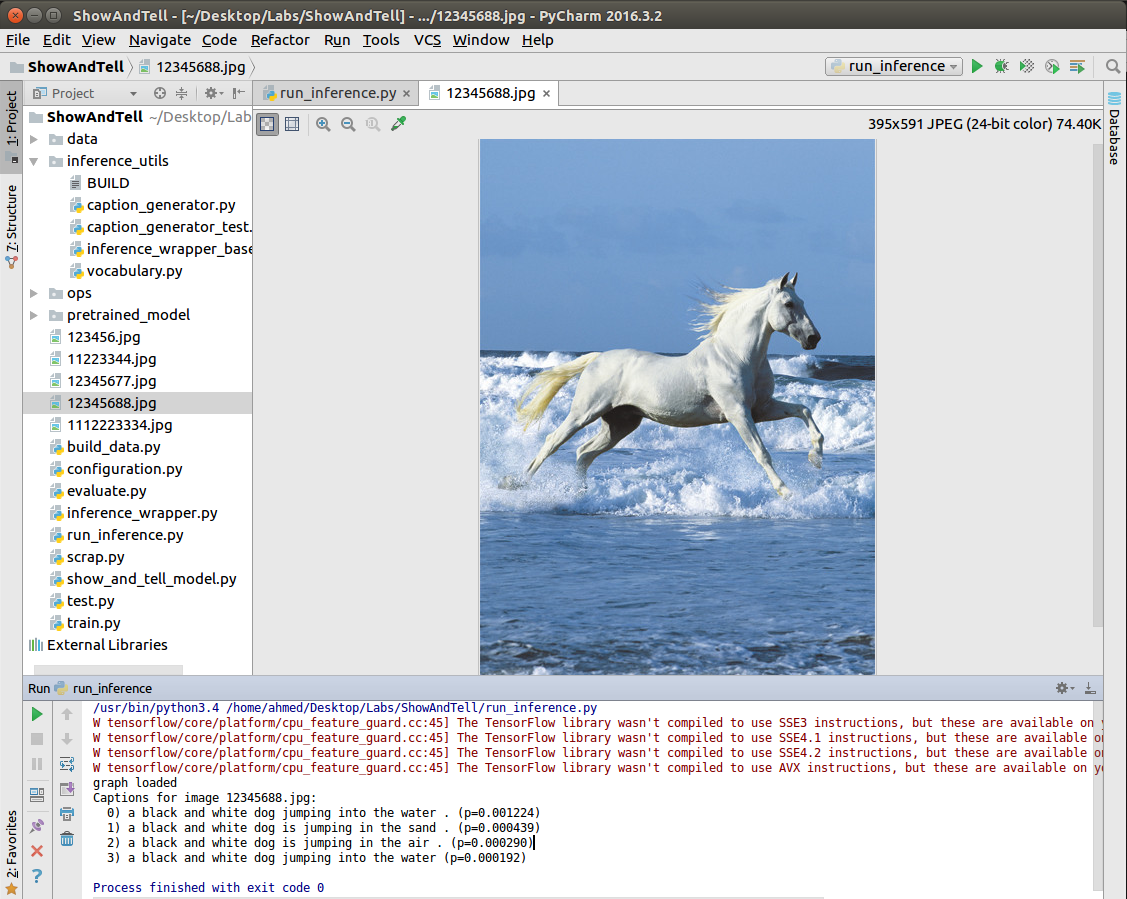 ShowAndTell - [~/Desktop/Labs/ShowAndTell] - .../12345688.jpg - PyCharm 2016.3.2
File Edit View Navigate Code Refactor Run Tools VCS Window Help
ShowAndTell 12345688.jpg run_inference
1: Project
7: Structure
2: Favorites
Project
run_inference.py
12345688.jpg
Database
395x591 JPEG (24-bit color) 74.40K
ShowAndTell ~/Desktop/Lab
data
inference_utils
BUILD
caption_generator.py
caption_generator_test.
inference_wrapper_base
vocabulary.py
ops
pretrained_model
123456.jpg
11223344.jpg
12345677.jpg
12345688.jpg
1112223334.jpg
build_data.py
configuration.py
evaluate.py
inference_wrapper.py
run_inference.py
scrap.py
show_and_tell_model.py
test.py
train.py
External Libraries
Run run_inference
/usr/bin/python3.4 /home/ahmed/Desktop/Labs/ShowAndTell/run_inference.py
W tensorflow/core/platform/cpu_feature_guard.cc:45] The TensorFlow library wasn't compiled to use SSE3 instructions, but these are available on
W tensorflow/core/platform/cpu_feature_guard.cc:45] The TensorFlow library wasn't compiled to use SSE4.1 instructions, but these are available
W tensorflow/core/platform/cpu_feature_guard.cc:45] The TensorFlow library wasn't compiled to use SSE4.2 instructions, but these are available
W tensorflow/core/platform/cpu_feature_guard.cc:45] The TensorFlow library wasn't compiled to use AVX instructions, but these are available on
graph loaded
Captions for image 12345688.jpg:
0) a black and white dog jumping into the water . (p=0.001224)
1) a black and white dog is jumping in the sand . (p=0.000439)
2) a black and white dog is jumping in the air . (p=0.000290)
3) a black and white dog jumping into the water (p=0.000192)
Process finished with exit code 0